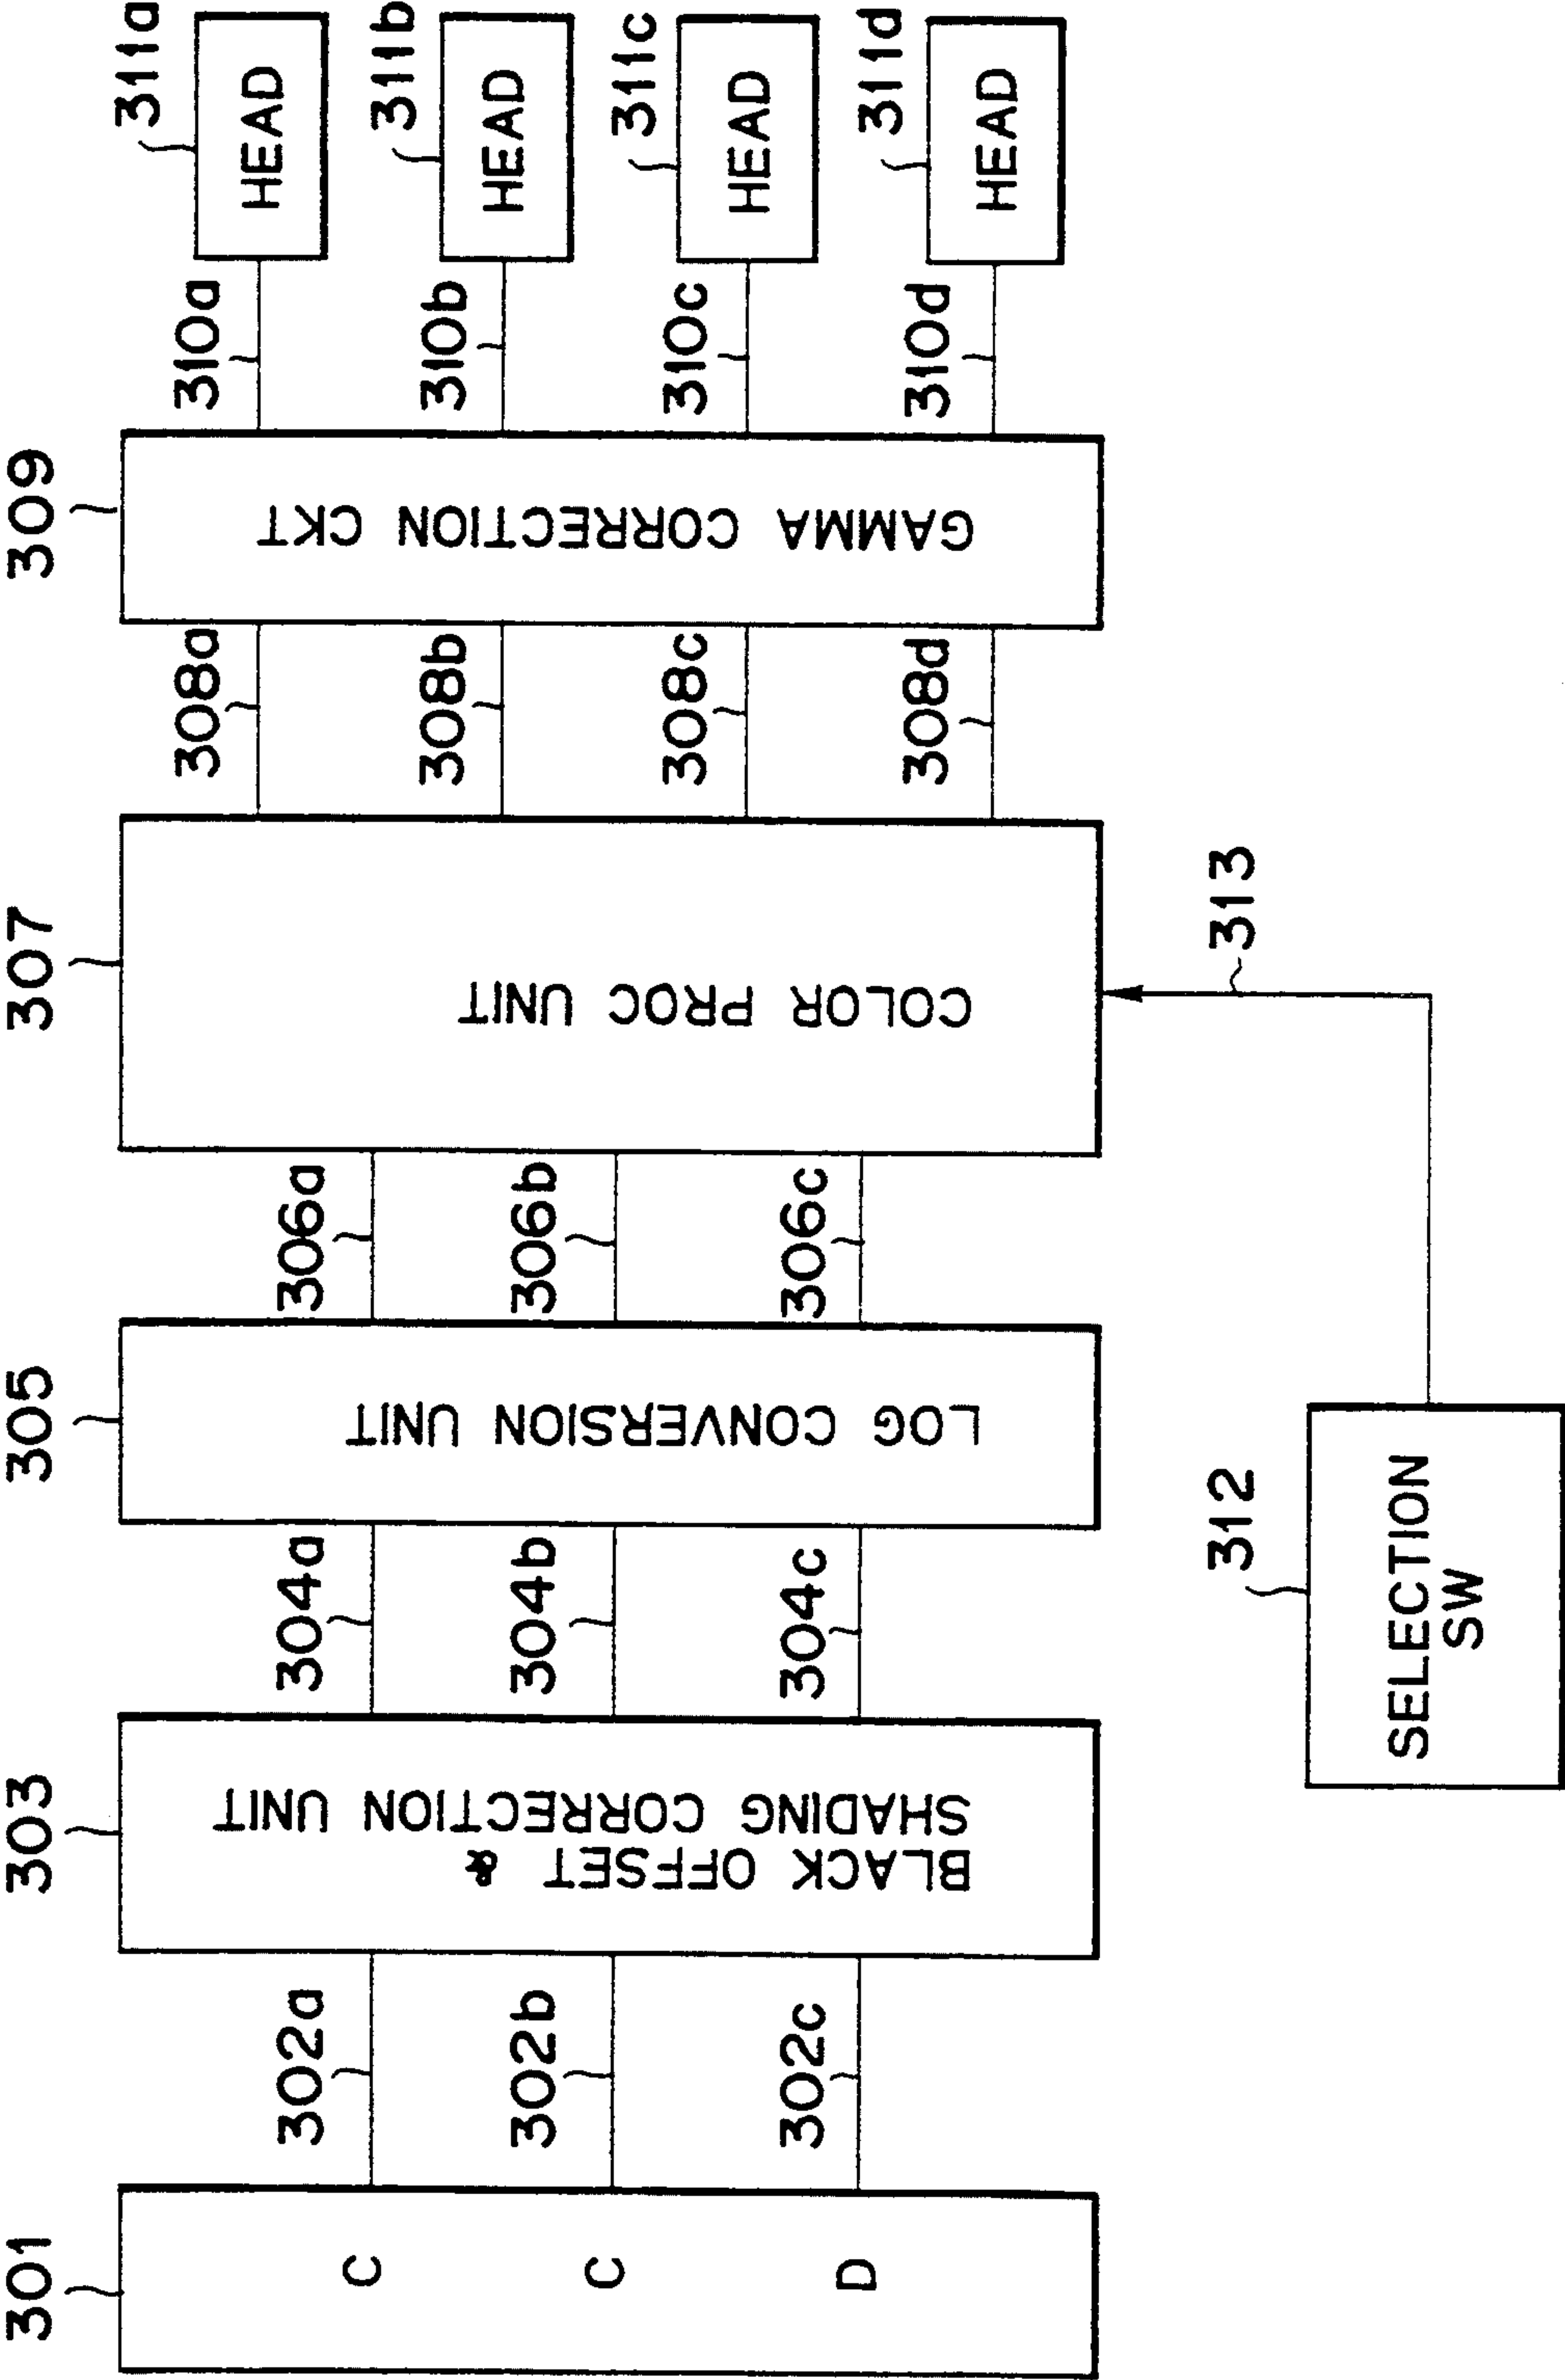 301
303
305
307
309
311a
311b
311c
311d
C
C
D
302a
302b
302c
BLACK OFFSET &
SHADING CORRECTION UNIT
304a
304b
304c
LOG CONVERSION UNIT
306a
306b
306c
COLOR PROC UNIT
308a
308b
308c
308d
GAMMA CORRECTION CKT
310a
310b
310c
310d
HEAD
HEAD
HEAD
HEAD
312
SELECTION
SW
313